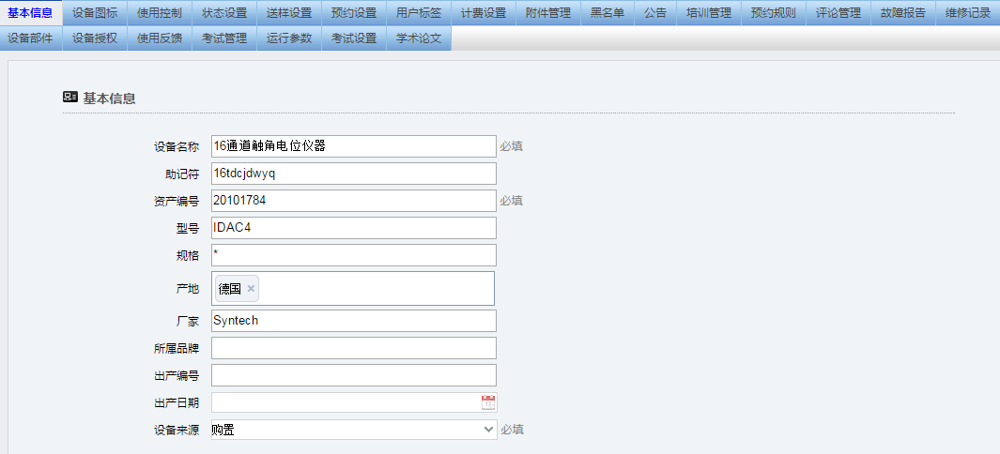 基本信息 设备图标 使用控制 状态设置 送样设置 预约设置 用户标签 计费设置 附件管理 黑名单 公告 培训管理 预约规则 评论管理 故障报告 维修记录
设备部件 设备授权 使用反馈 考试管理 运行参数 考试设置 学术论文
基本信息
设备名称 16通道触角电位仪器 必填
助记符 16tdcjdwyq
资产编号 20101784 必填
型号 IDAC4
规格 *
产地 德国 ×
厂家 Syntech
所属品牌
出产编号
出产日期
设备来源 购置 必填